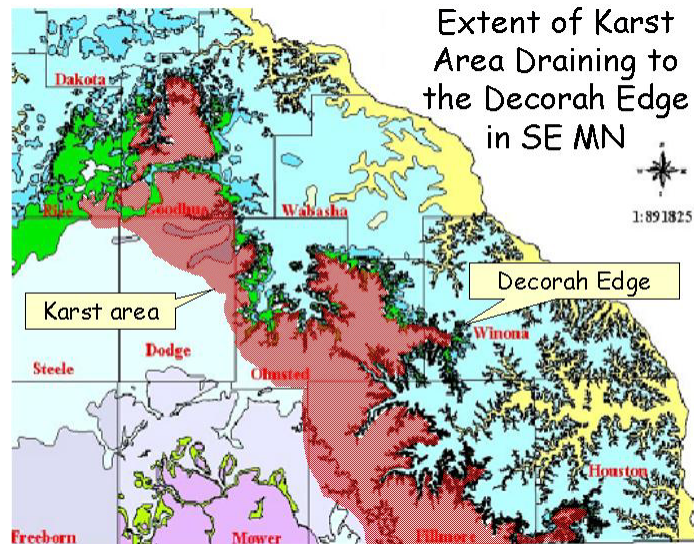 Extent of Karst
Area Draining to
the Decorah Edge
in SE MN
1:891825
Dakota
Rice
Goodhue
Wabasha
Decorah Edge
Karst area
Winona
Dodge
Steele
Olmsted
Houston
Freeborn
Mower
Fillmore